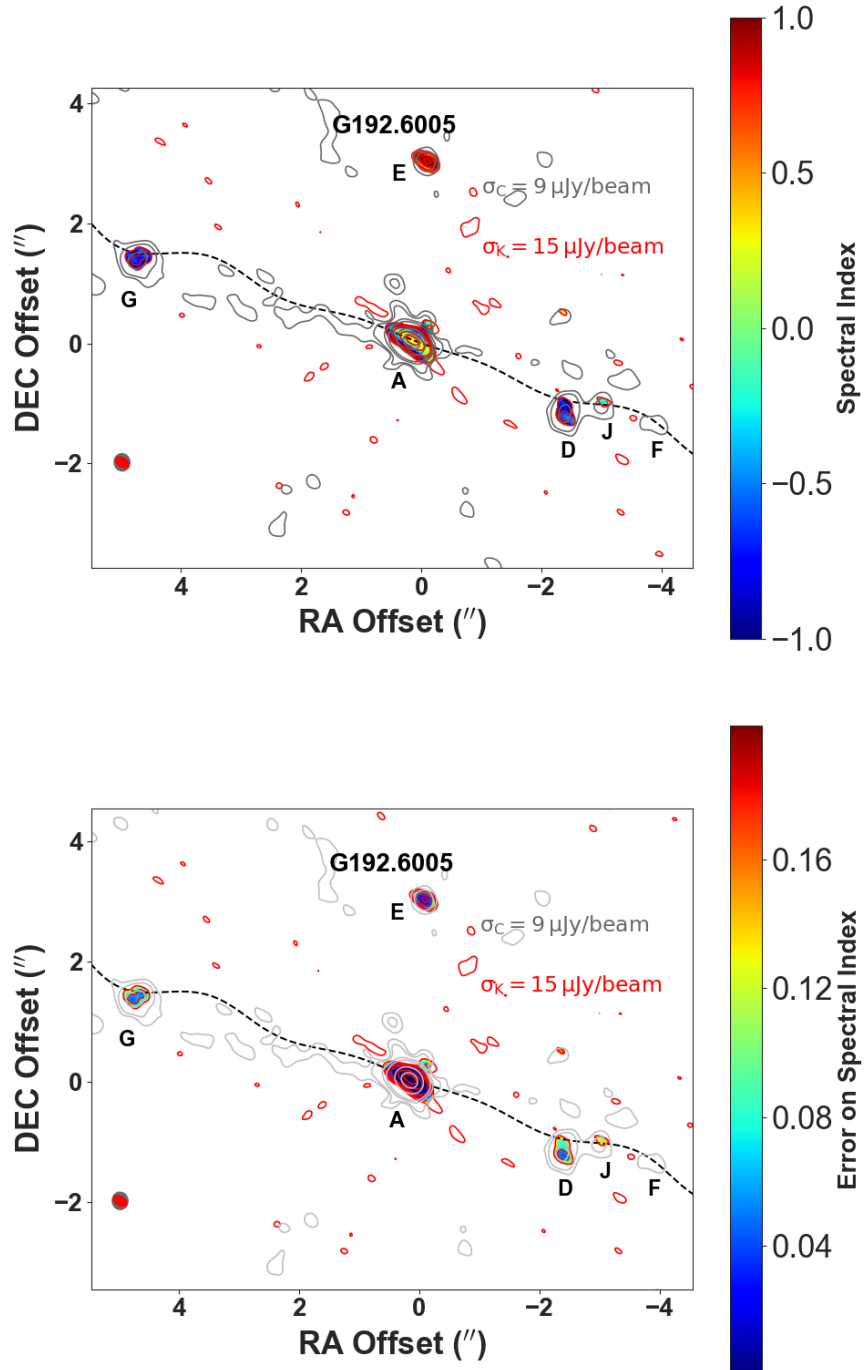 1.0
4
G192.6005
E
σC = 9 μJy/beam
0.5
2
σK = 15 μJy/beam
G
DEC Offset (″)
0
A
0.0
Spectral Index
D
J
F
−2
−0.5
4
2
0
−2
−4
RA Offset (″)
−1.0
4
G192.6005
E
σC = 9 μJy/beam
0.16
2
σK = 15 μJy/beam
G
DEC Offset (″)
0
A
0.12
Error on Spectral Index
0.08
D
J
F
−2
0.04
4
2
0
−2
−4
RA Offset (″)